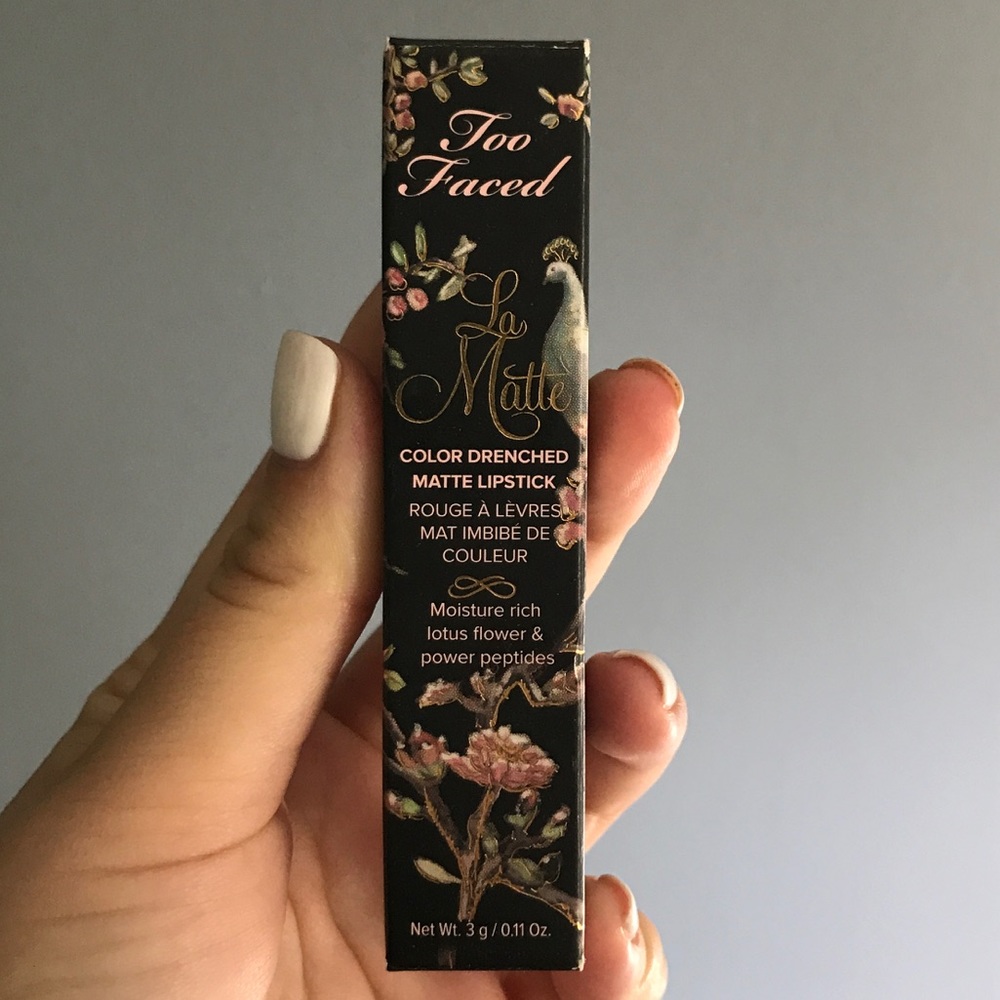 Too
Faced
La
Matte
COLOR DRENCHED
MATTE LIPSTICK
ROUGE À LÈVRES
MAT IMBIBÉ DE
COULEUR
Moisture rich
lotus flower &
power peptides
Net Wt. 3 g / 0.11 Oz.